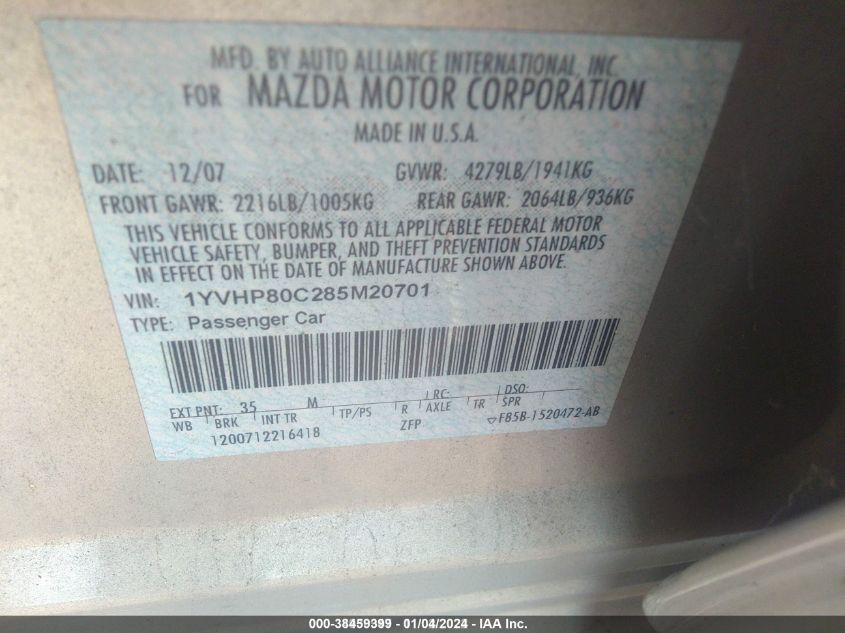 MFD. BY AUTO ALLIANCE INTERNATIONAL, INC.
FOR MAZDA MOTOR CORPORATION
MADE IN U.S.A.
DATE: 12/07 GVWR: 4279LB/1941KG
FRONT GAWR: 2216LB/1005KG REAR GAWR: 2064LB/936KG
THIS VEHICLE CONFORMS TO ALL APPLICABLE FEDERAL MOTOR
VEHICLE SAFETY, BUMPER, AND THEFT PREVENTION STANDARDS
IN EFFECT ON THE DATE OF MANUFACTURE SHOWN ABOVE.
VIN: 1YVHP80C285M20701
TYPE: Passenger Car
EXT PNT: 35 M RC: DSO:
WB BRK INT TR TP/PS R AXLE TR SPR
1200712216418 ZFP ▽F85B-1520472-AB
000-38459399 - 01/04/2024 - IAA Inc.